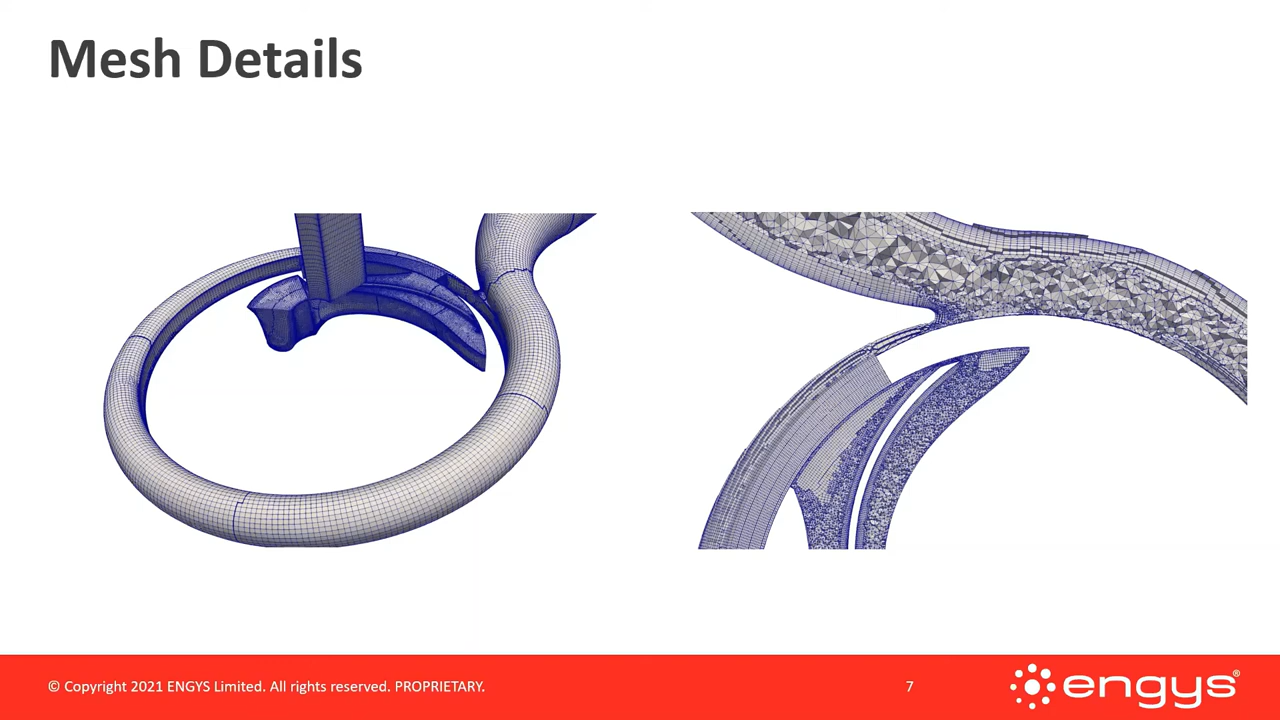 Mesh Details
© Copyright 2021 ENGYS Limited. All rights reserved. PROPRIETARY.
7
engys®